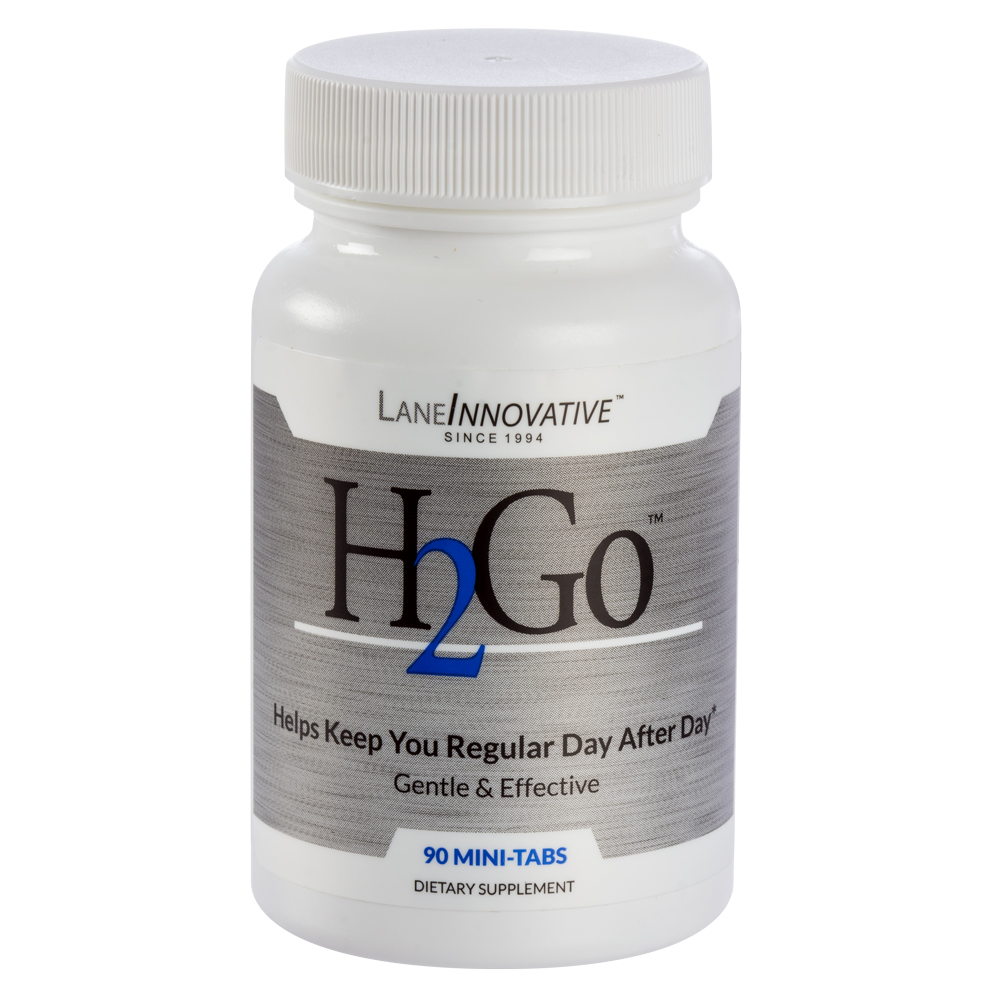 LANEINNOVATIVE™
SINCE 1994
H2Go™
Helps Keep You Regular Day After Day*
Gentle & Effective
90 MINI-TABS
DIETARY SUPPLEMENT